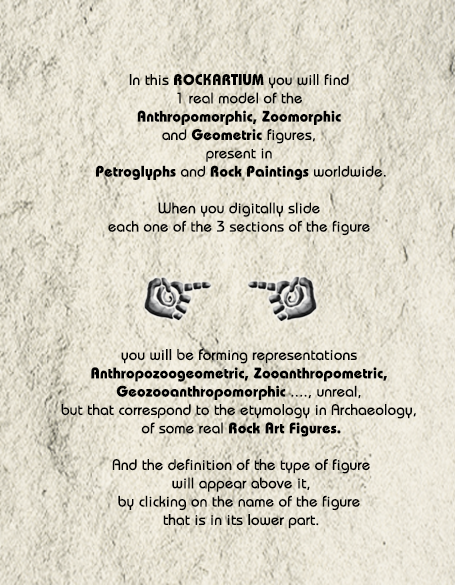 In this ROCKARTIUM you will find
1 real model of the
Anthropomorphic, Zoomorphic
and Geometric figures,
present in
Petroglyphs and Rock Paintings worldwide.
When you digitally slide
each one of the 3 sections of the figure
you will be forming representations
Anthropozoogeometric, Zooanthropometric,
Geozooanthropomorphic ...., unreal,
but that correspond to the etymology in Archaeology,
of some real Rock Art Figures.
And the definition of the type of figure
will appear above it,
by clicking on the name of the figure
that is in its lower part.